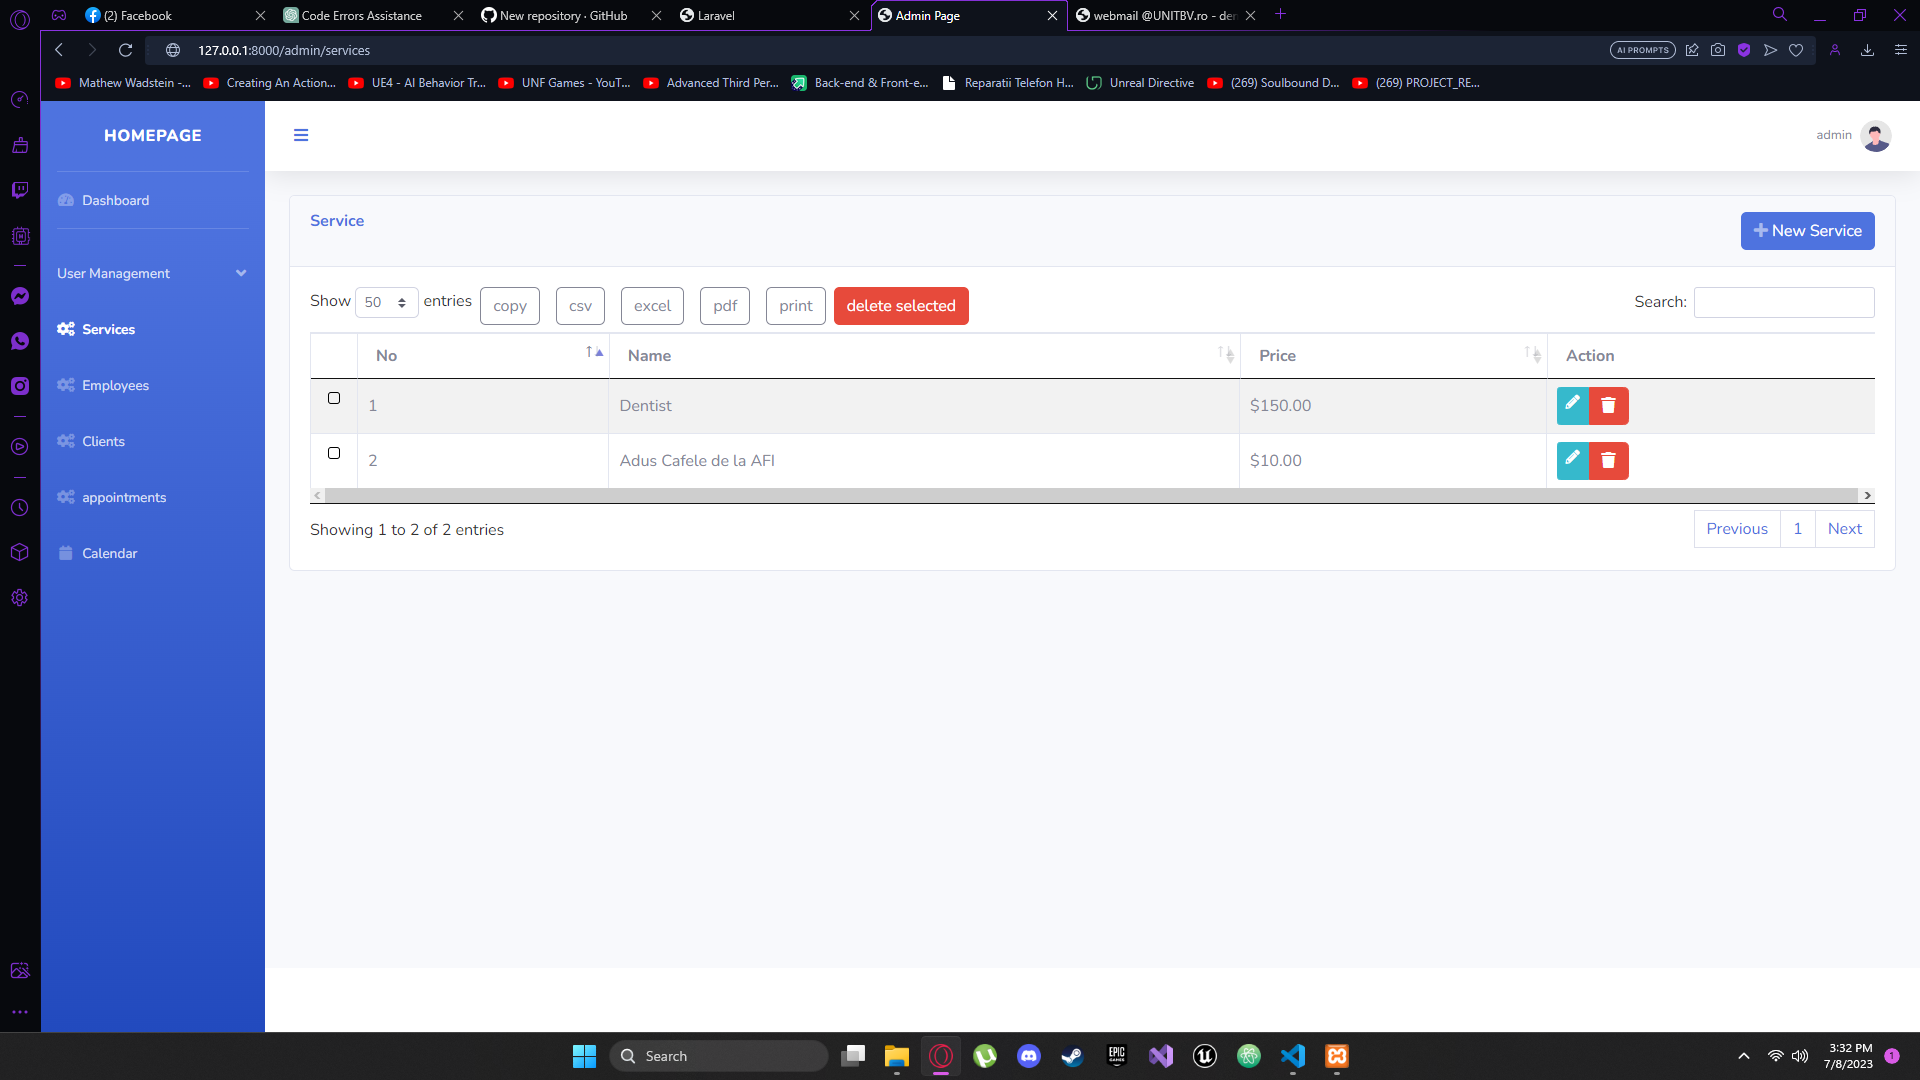 (2) Facebook
Code Errors Assistance
New repository · GitHub
Laravel
Admin Page
webmail @UNITBV.ro - der
127.0.0.1:8000/admin/services
AI PROMPTS
Mathew Wadstein -...
Creating An Action...
UE4 - AI Behavior Tr...
UNF Games - YouT...
Advanced Third Per...
Back-end & Front-e...
Reparatii Telefon H...
Unreal Directive
(269) Soulbound D...
(269) PROJECT_RE...
HOMEPAGE
admin
Dashboard
User Management
Services
Employees
Clients
appointments
Calendar
Service
New Service
Show 50 entries
copy
csv
excel
pdf
print
delete selected
Search:
No Name Price Action
1 Dentist $150.00
2 Adus Cafele de la AFI $10.00
Showing 1 to 2 of 2 entries
Previous 1 Next
Search
EPIC
GAMES
3:32 PM
7/8/2023
1